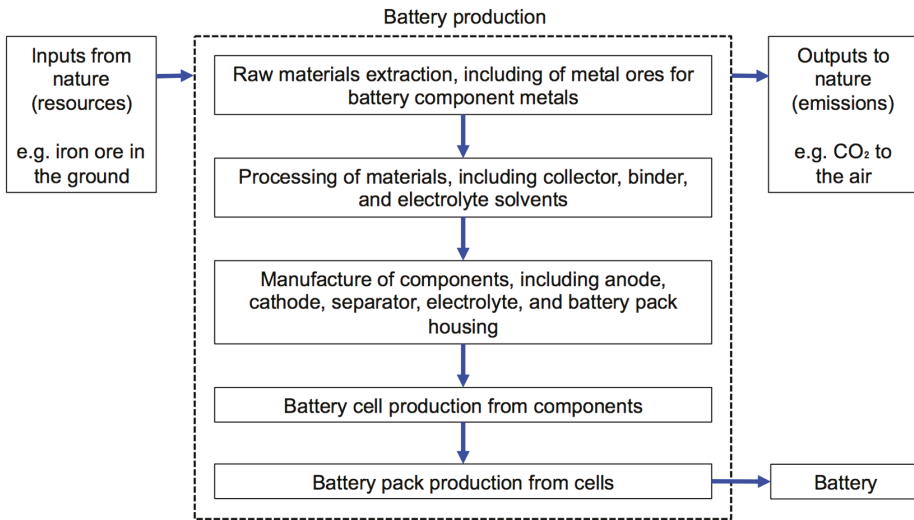 Battery production
Inputs from
nature
(resources)
e.g. iron ore in
the ground
Raw materials extraction, including of metal ores for
battery component metals
Processing of materials, including collector, binder,
and electrolyte solvents
Manufacture of components, including anode,
cathode, separator, electrolyte, and battery pack
housing
Battery cell production from components
Battery pack production from cells
Outputs to
nature
(emissions)
e.g. CO₂ to
the air
Battery